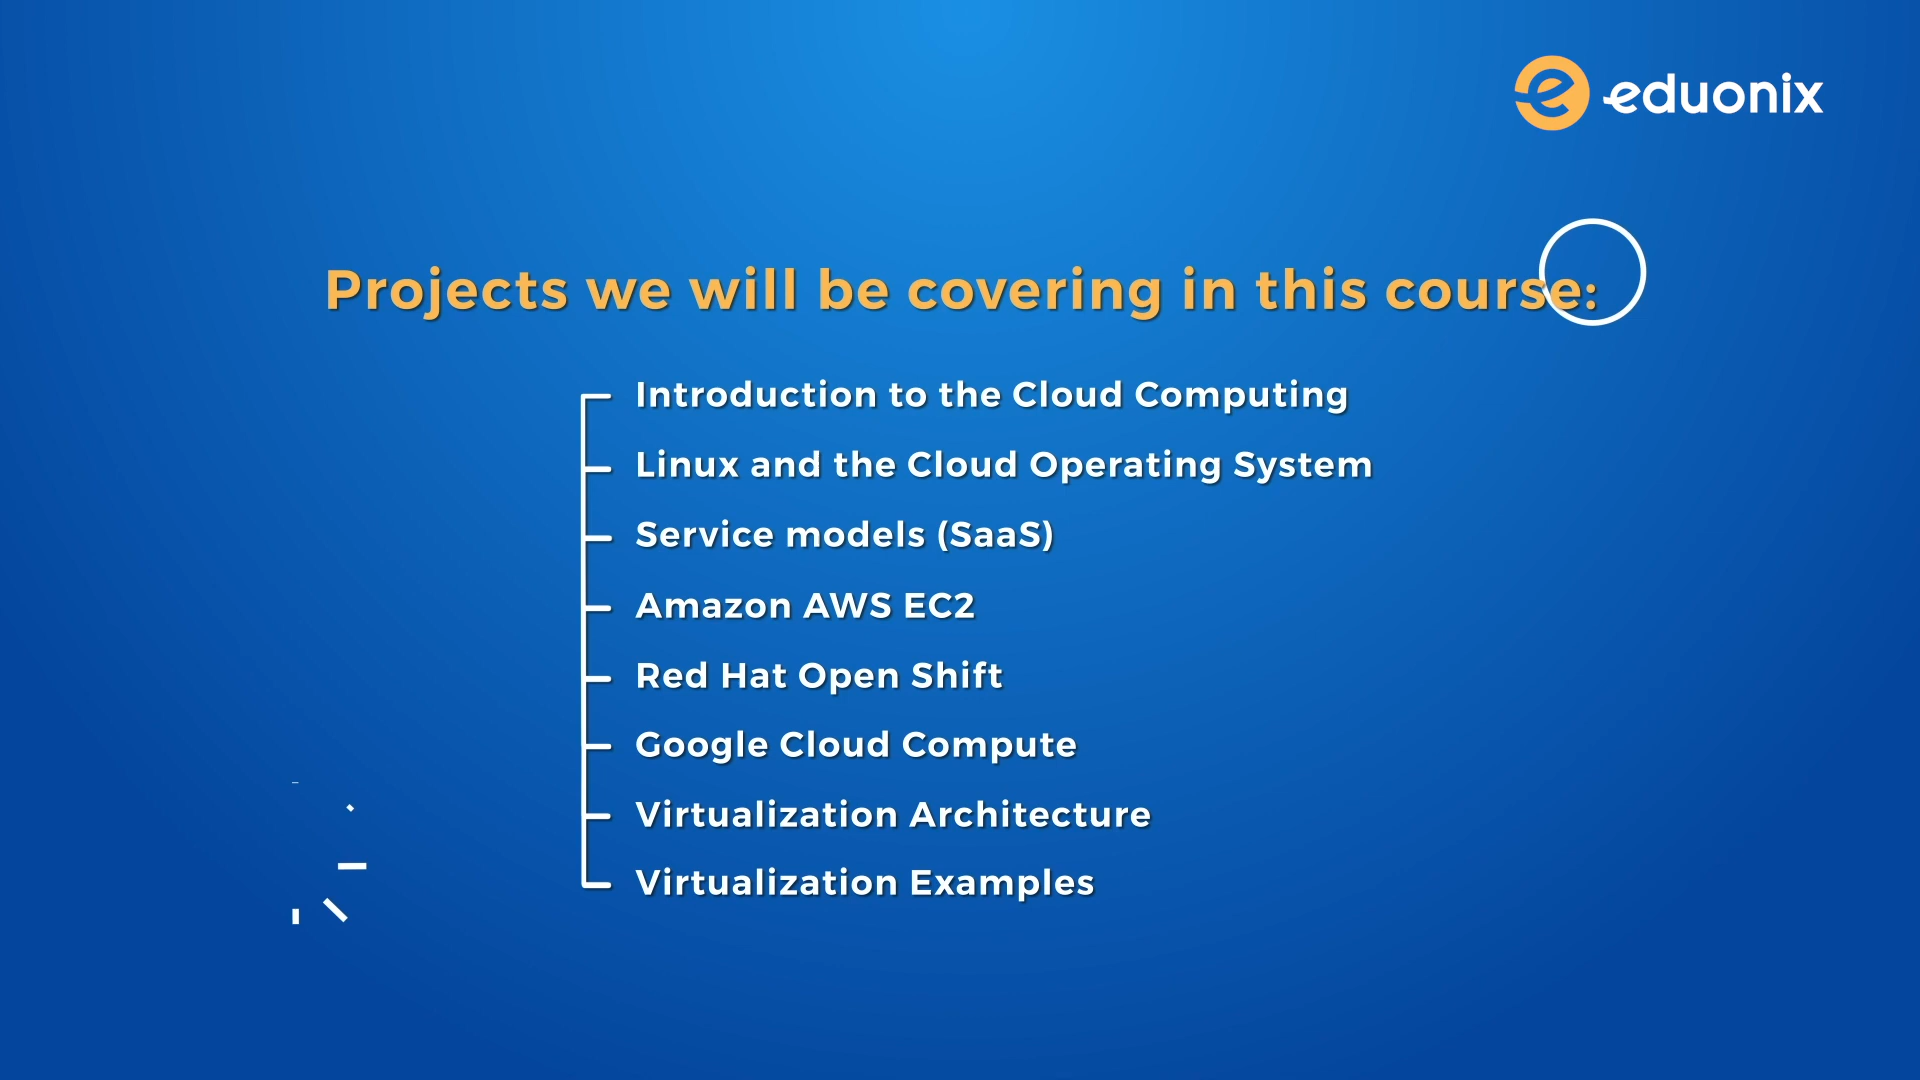 eduonix
Projects we will be covering in this course:
Introduction to the Cloud Computing
Linux and the Cloud Operating System
Service models (SaaS)
Amazon AWS EC2
Red Hat Open Shift
Google Cloud Compute
Virtualization Architecture
Virtualization Examples